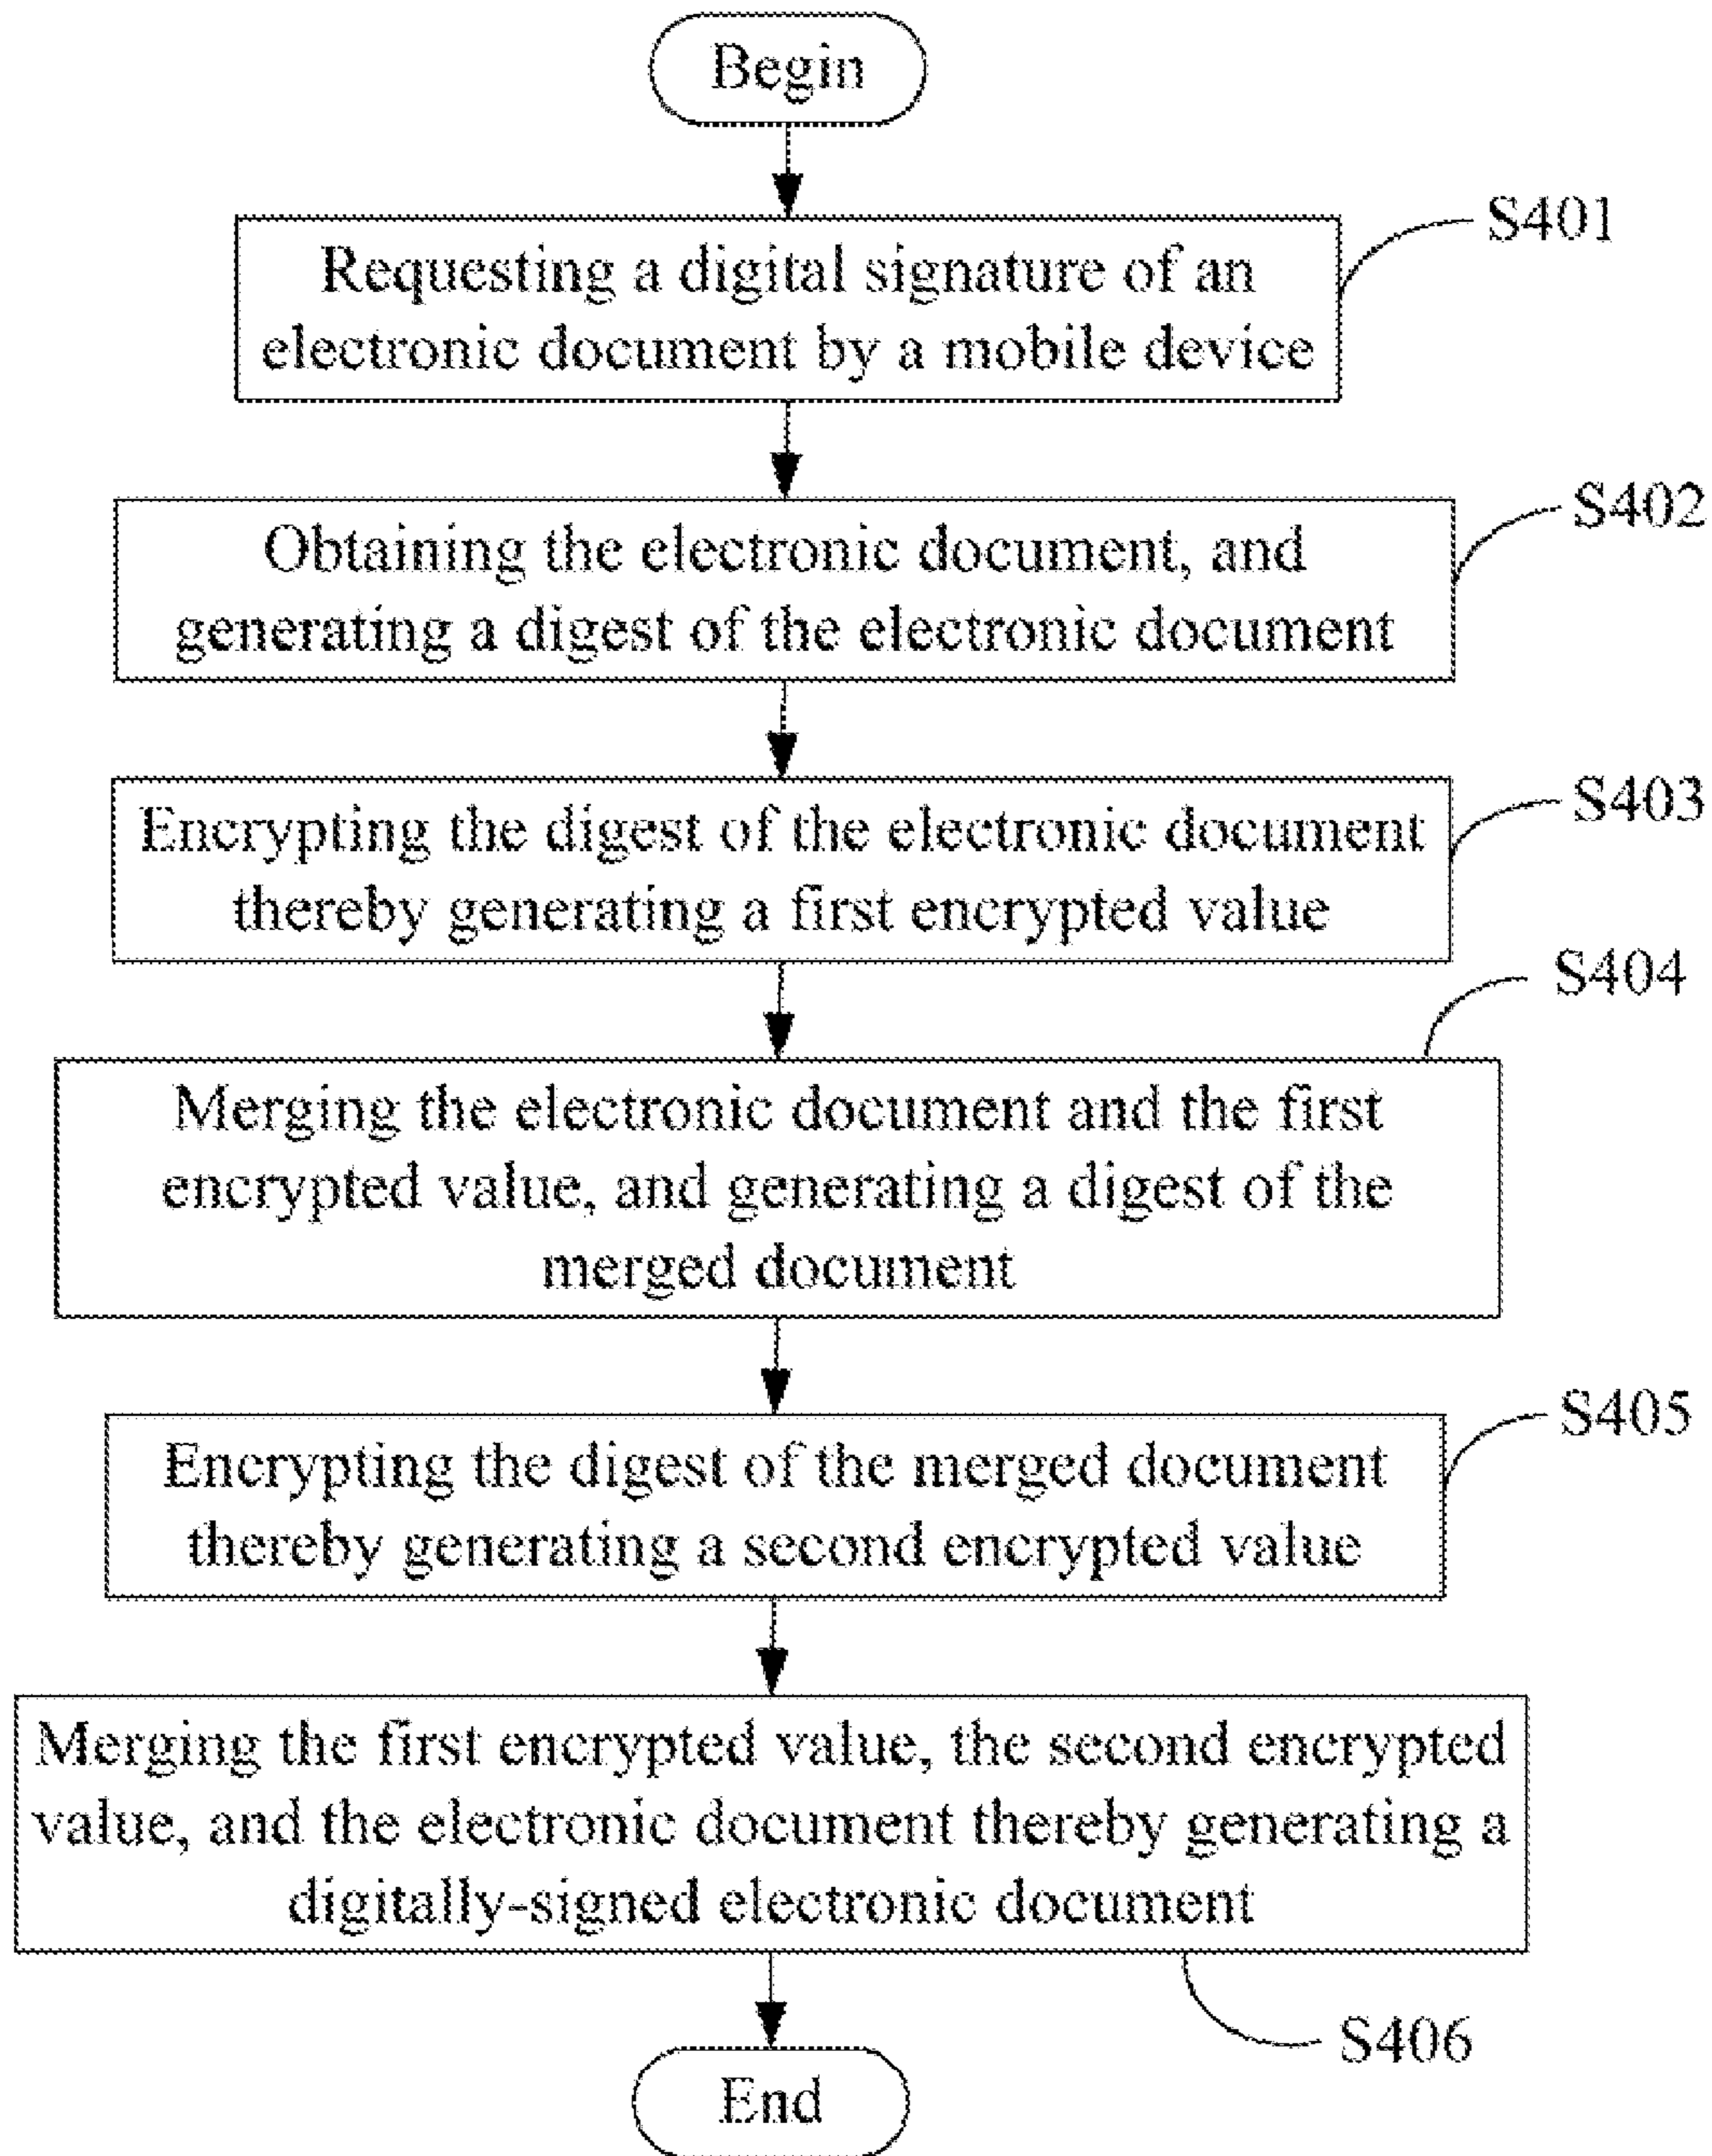 Begin
S401
Requesting a digital signature of an
electronic document by a mobile device
S402
Obtaining the electronic document, and
generating a digest of the electronic document
S403
Encrypting the digest of the electronic document
thereby generating a first encrypted value
S404
Merging the electronic document and the first
encrypted value, and generating a digest of the
merged document
S405
Encrypting the digest of the merged document
thereby generating a second encrypted value
Merging the first encrypted value, the second encrypted
value, and the electronic document thereby generating a
digitally-signed electronic document
S406
End